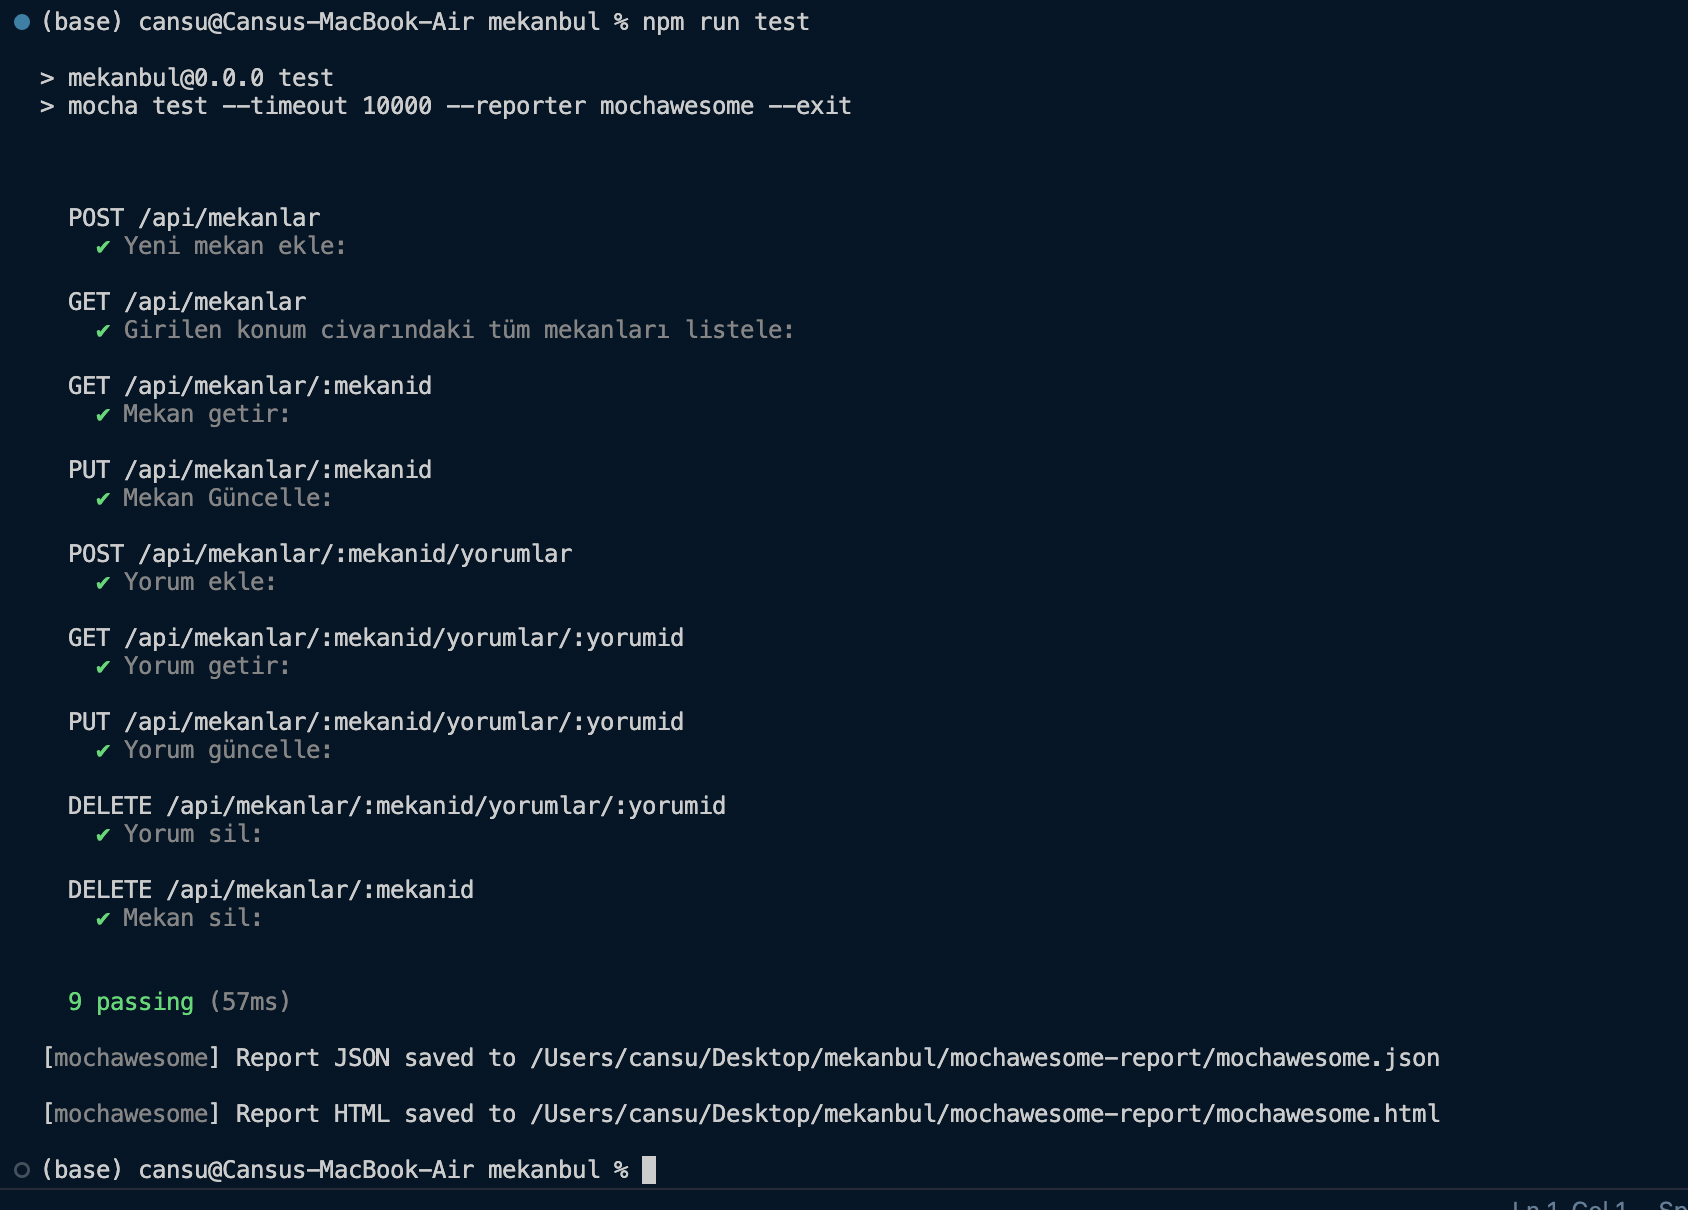 (base) cansu@Cansus-MacBook-Air mekanbul % npm run test
> mekanbul@0.0.0 test
> mocha test --timeout 10000 --reporter mochawesome --exit
POST /api/mekanlar
✔ Yeni mekan ekle:
GET /api/mekanlar
✔ Girilen konum civarındaki tüm mekanları listele:
GET /api/mekanlar/:mekanid
✔ Mekan getir:
PUT /api/mekanlar/:mekanid
✔ Mekan Güncelle:
POST /api/mekanlar/:mekanid/yorumlar
✔ Yorum ekle:
GET /api/mekanlar/:mekanid/yorumlar/:yorumid
✔ Yorum getir:
PUT /api/mekanlar/:mekanid/yorumlar/:yorumid
✔ Yorum güncelle:
DELETE /api/mekanlar/:mekanid/yorumlar/:yorumid
✔ Yorum sil:
DELETE /api/mekanlar/:mekanid
✔ Mekan sil:
9 passing (57ms)
[mochawesome] Report JSON saved to /Users/cansu/Desktop/mekanbul/mochawesome-report/mochawesome.json
[mochawesome] Report HTML saved to /Users/cansu/Desktop/mekanbul/mochawesome-report/mochawesome.html
(base) cansu@Cansus-MacBook-Air mekanbul %
Ln 1, Col 1